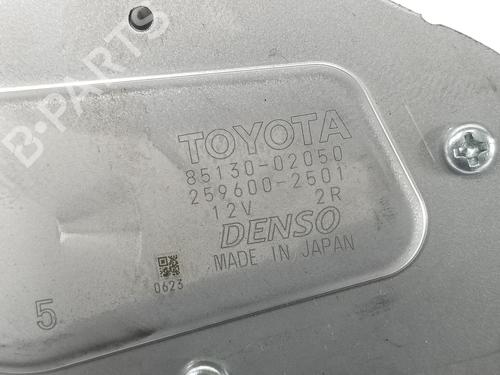 B-PARTS
TOYOTA
85130-02050
259600-2501
12V 2R
DENSO
MADE IN JAPAN
0623
5